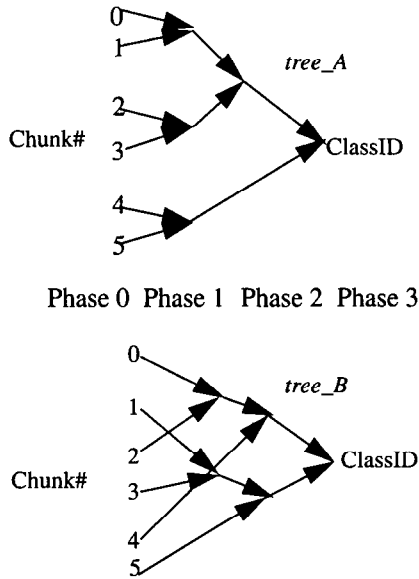 0
1
tree_A
2
Chunk#
3
ClassID
4
5
Phase 0 Phase 1 Phase 2 Phase 3
0
tree_B
1
2
ClassID
Chunk#
3
4
5